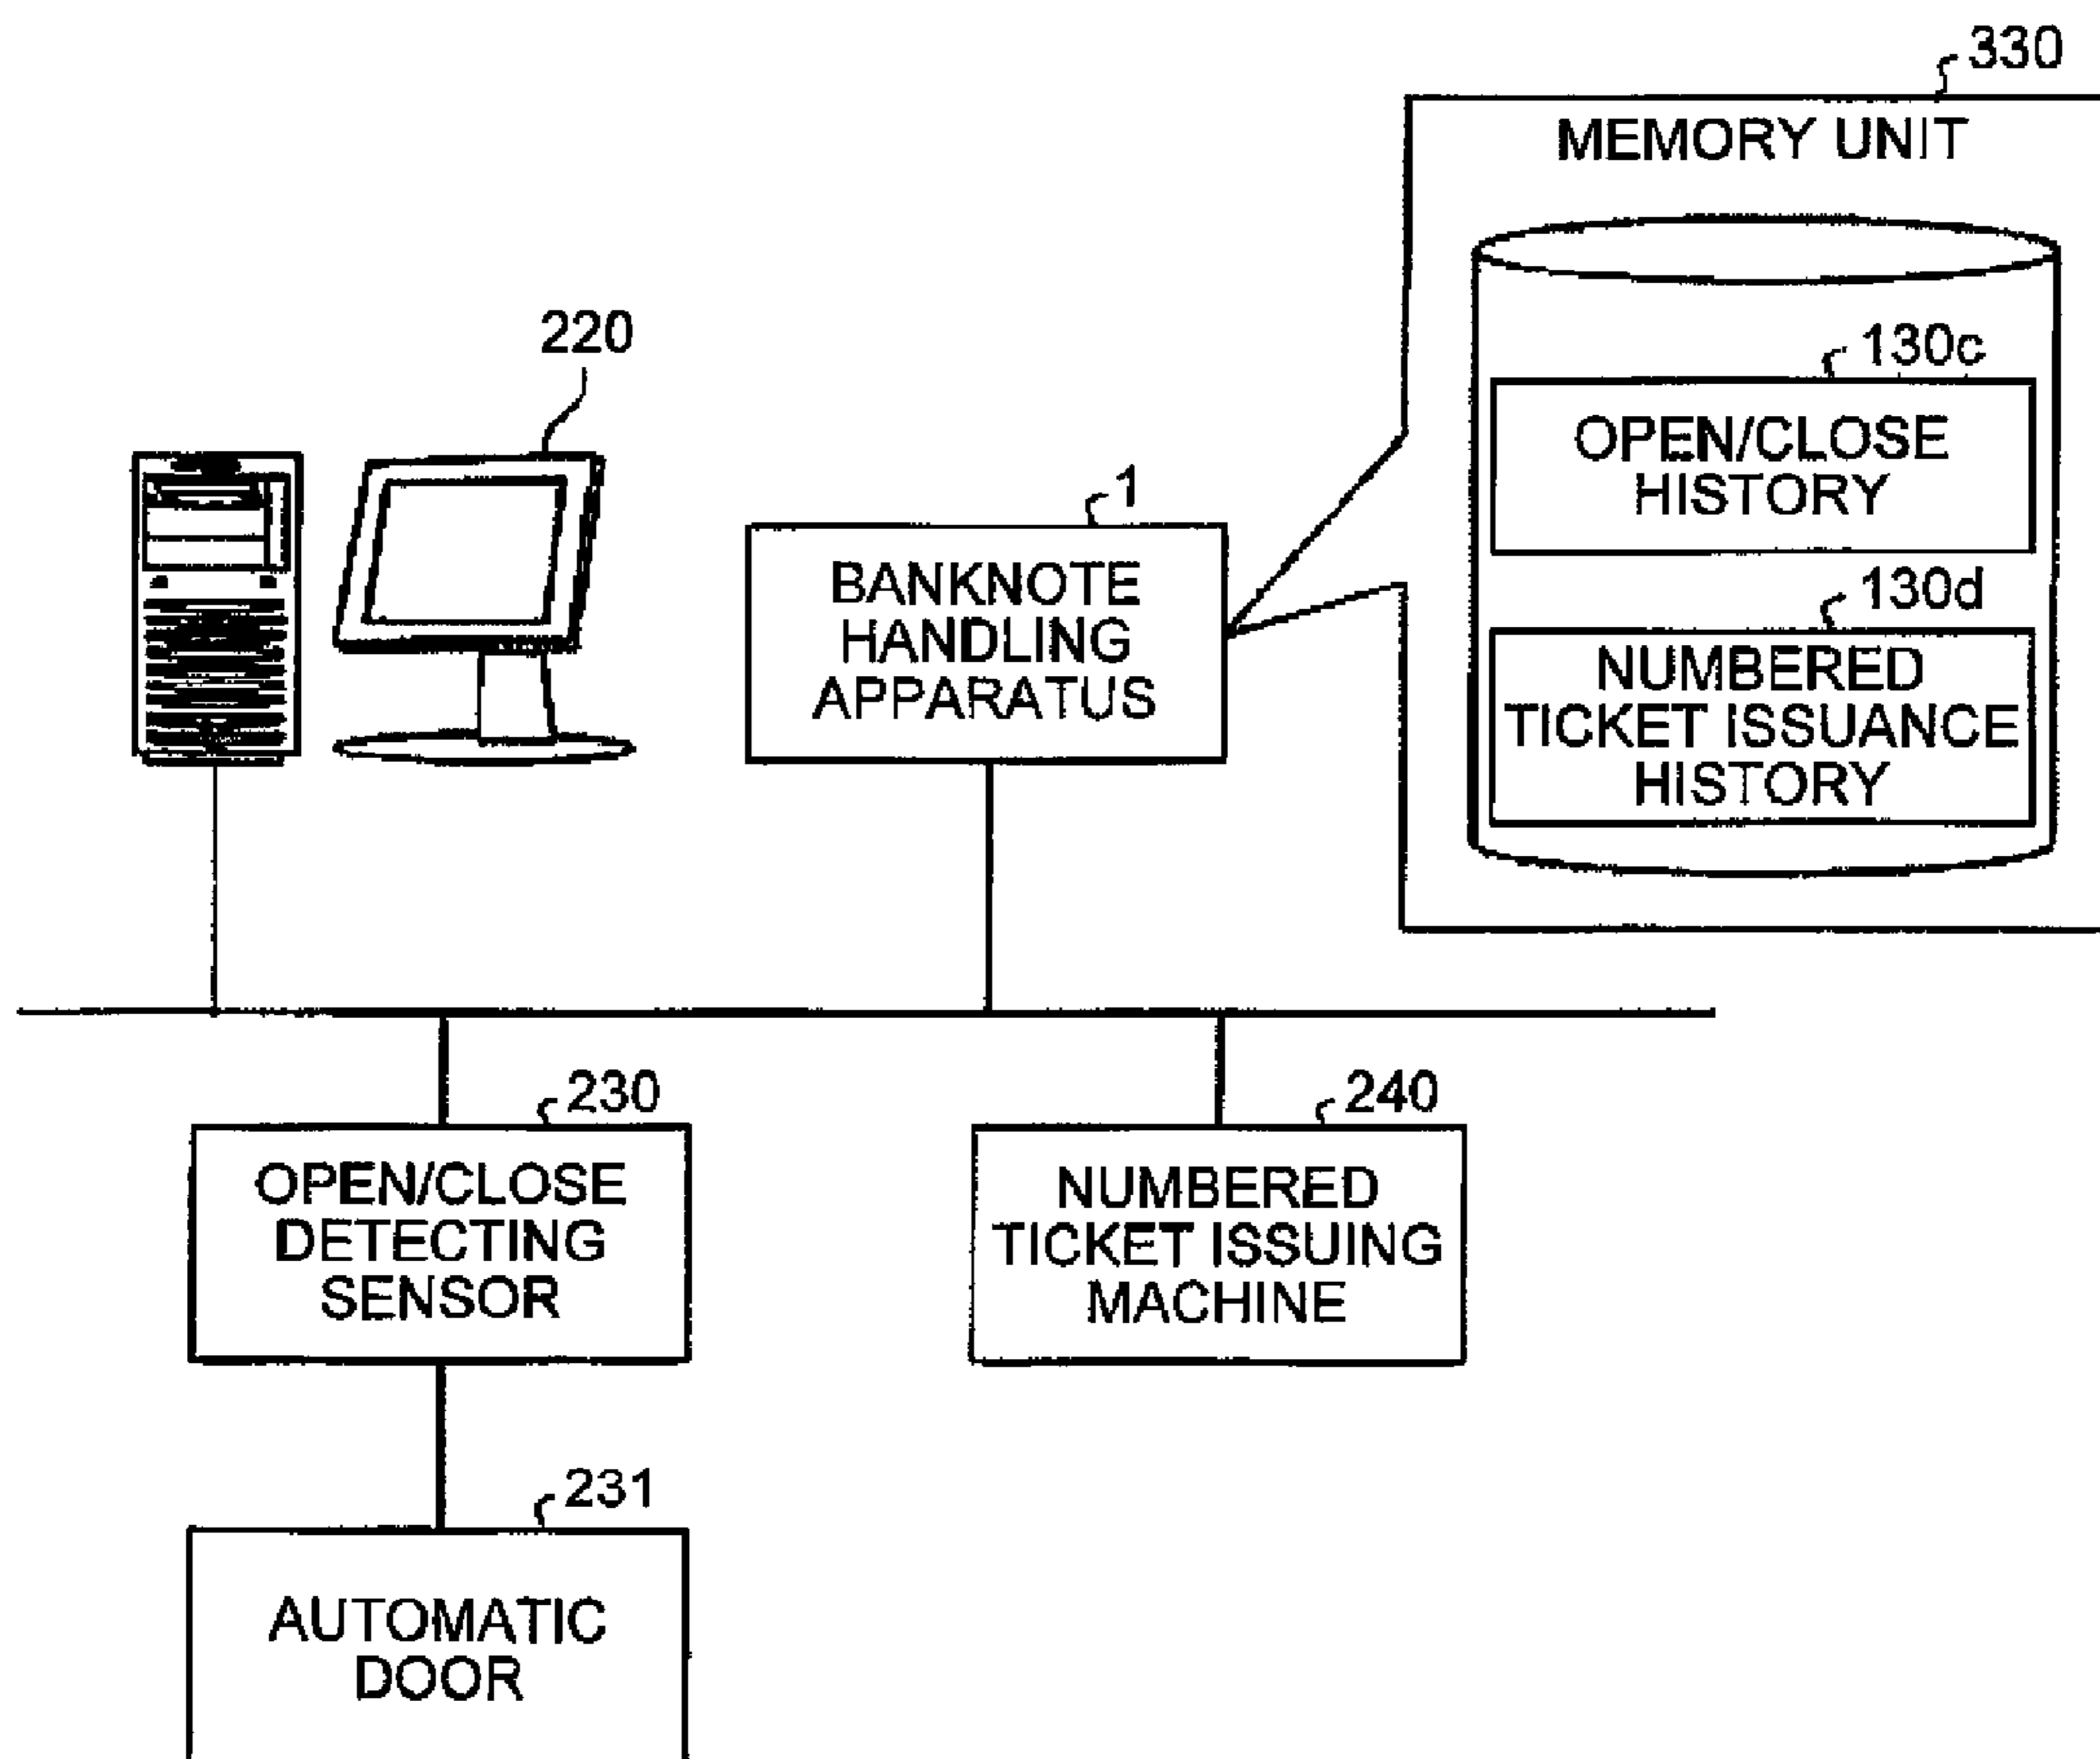 330
MEMORY UNIT
220
130c
OPEN/CLOSE
HISTORY
1
BANKNOTE
HANDLING
APPARATUS
130d
NUMBERED
TICKET ISSUANCE
HISTORY
230
OPEN/CLOSE
DETECTING
SENSOR
240
NUMBERED
TICKET ISSUING
MACHINE
231
AUTOMATIC
DOOR